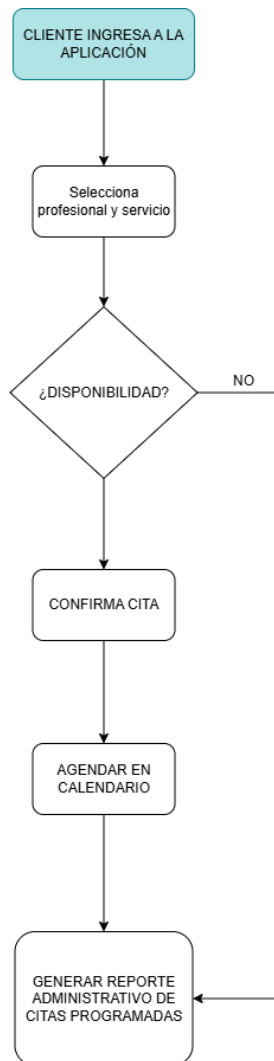 CLIENTE INGRESA A LA
APLICACIÓN
Selecciona
profesional y servicio
¿DISPONIBILIDAD?
NO
CONFIRMA CITA
AGENDAR EN
CALENDARIO
GENERAR REPORTE
ADMINISTRATIVO DE
CITAS PROGRAMADAS